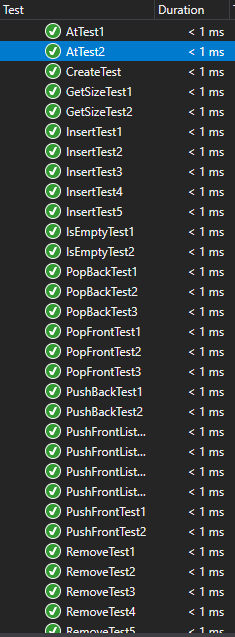 Test Duration
AtTest1 < 1 ms
AtTest2 < 1 ms
CreateTest < 1 ms
GetSizeTest1 < 1 ms
GetSizeTest2 < 1 ms
InsertTest1 < 1 ms
InsertTest2 < 1 ms
InsertTest3 < 1 ms
InsertTest4 < 1 ms
InsertTest5 < 1 ms
IsEmptyTest1 < 1 ms
IsEmptyTest2 < 1 ms
PopBackTest1 < 1 ms
PopBackTest2 < 1 ms
PopBackTest3 < 1 ms
PopFrontTest1 < 1 ms
PopFrontTest2 < 1 ms
PopFrontTest3 < 1 ms
PushBackTest1 < 1 ms
PushBackTest2 < 1 ms
PushFrontList... < 1 ms
PushFrontList... < 1 ms
PushFrontList... < 1 ms
PushFrontList... < 1 ms
PushFrontTest1 < 1 ms
PushFrontTest2 < 1 ms
RemoveTest1 < 1 ms
RemoveTest2 < 1 ms
RemoveTest3 < 1 ms
RemoveTest4 < 1 ms
RemoveTest5 < 1 ms